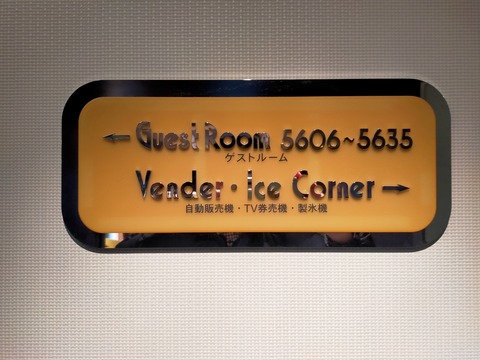 ← Guest Room 5606~5635
ゲストルーム
Vender・Ice Corner →
自動販売機・TV券売機・製氷機